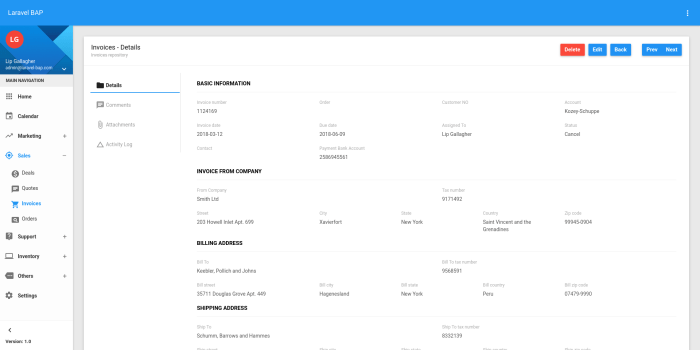 Laravel BAP
LG
Lip Gallagher
admin@laravel-bap.com
MAIN NAVIGATION
Home
Calendar
Marketing +
Sales −
Deals
Quotes
Invoices
Orders
Support +
Inventory +
Others +
Settings
Version: 1.0
Invoices - Details
Invoices repository
Delete Edit Back Prev Next
Details
Comments
Attachments
Activity Log
BASIC INFORMATION
Invoice number Order Customer NO Account
1124169 Kozey-Schuppe
Invoice date Due date Assigned To Status
2018-03-12 2018-06-09 Lip Gallagher Cancel
Contact Payment Bank Account
2586945561
INVOICE FROM COMPANY
From Company Tax number
Smith Ltd 9171492
Street City State Country Zip code
203 Howell Inlet Apt. 699 Xavierfort New York Saint Vincent and the Grenadines 99945-0904
BILLING ADDRESS
Bill To Bill To tax number
Keebler, Pollich and Johns 9568591
Bill street Bill city Bill state Bill country Bill zip code
35711 Douglas Grove Apt. 449 Hagenesland New York Peru 07479-9990
SHIPPING ADDRESS
Ship To Ship To tax number
Schumm, Barrows and Hammes 8332139